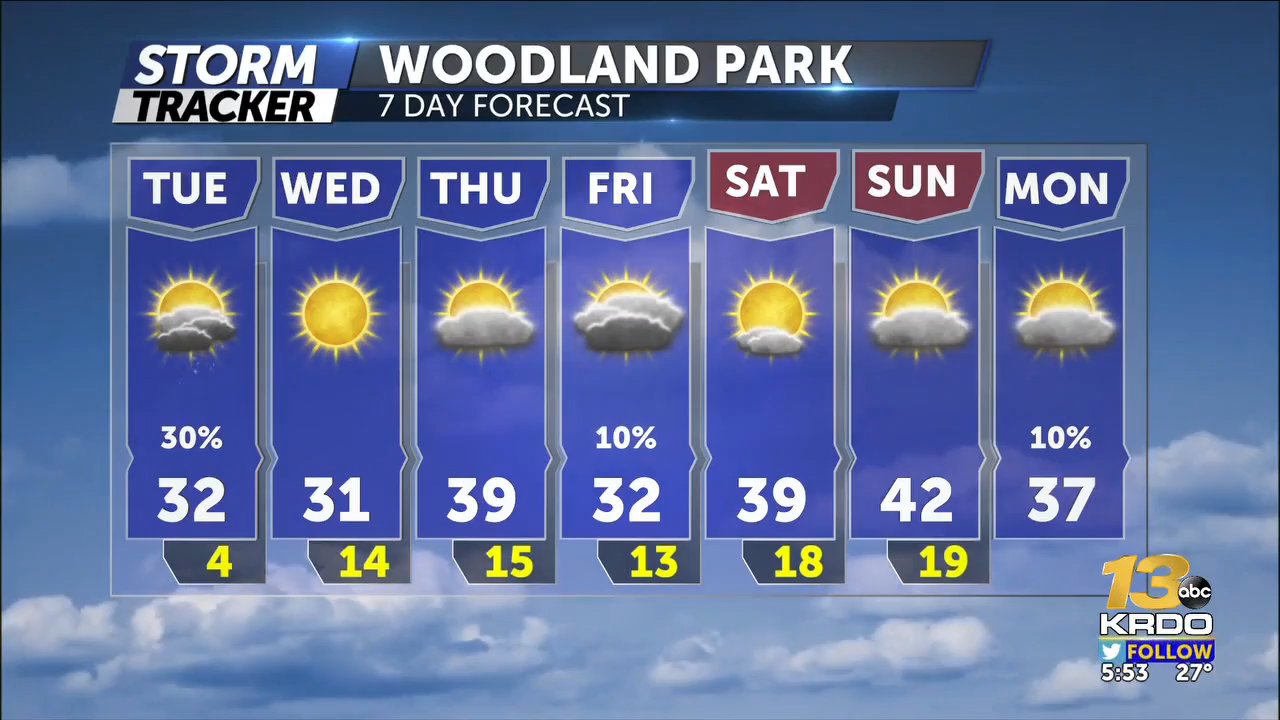 STORM
TRACKER
WOODLAND PARK
7 DAY FORECAST
TUE WED THU FRI SAT SUN MON
30% 10% 10%
32 31 39 32 39 42 37
4 14 15 13 18 19
13 abc
KRDO
FOLLOW
5:53 27°